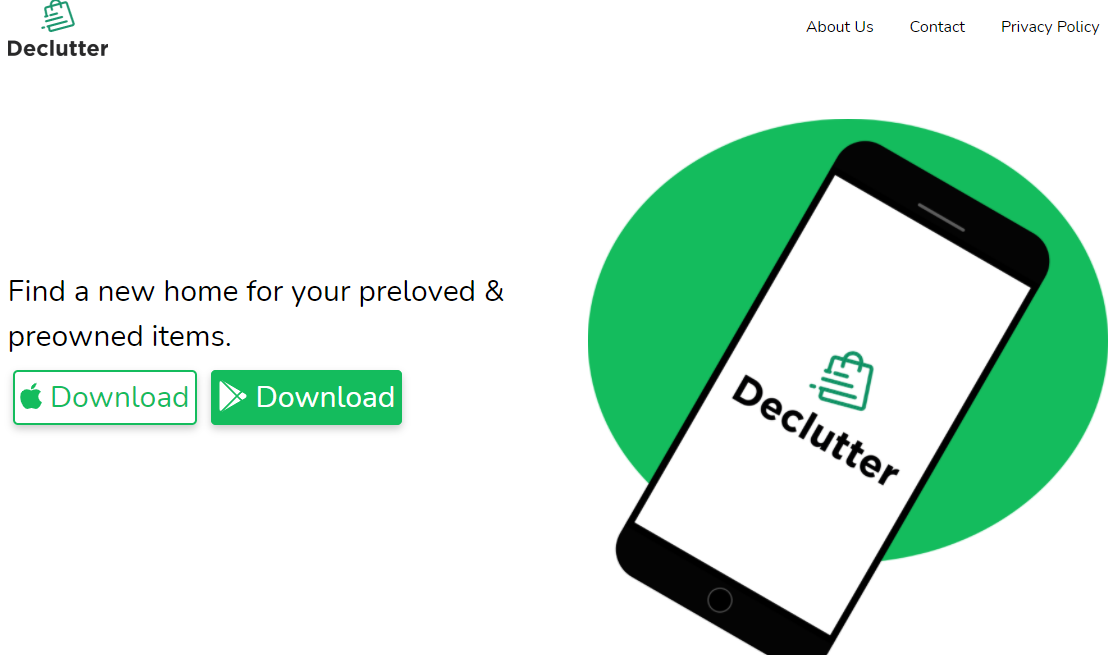 Declutter
About Us
Contact
Privacy Policy
Find a new home for your preloved &
preowned items.
Download
Download
Declutter